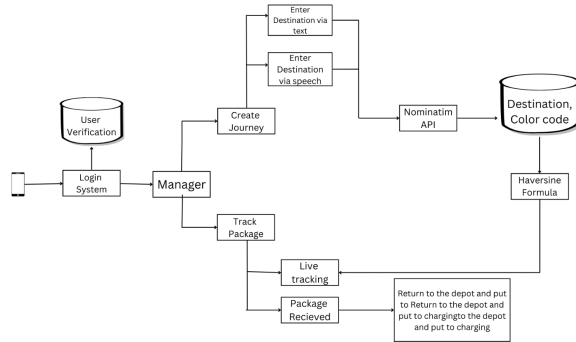 Enter
Destination via
text
Enter
Destination
via speech
User
Verification
Create
Journey
Nominatim
API
Destination,
Color code
Login
System
Manager
Haversine
Formula
Track
Package
Live
tracking
Package
Recieved
Return to the depot and put
to Return to the depot and
put to chargingto the depot
and put to charging